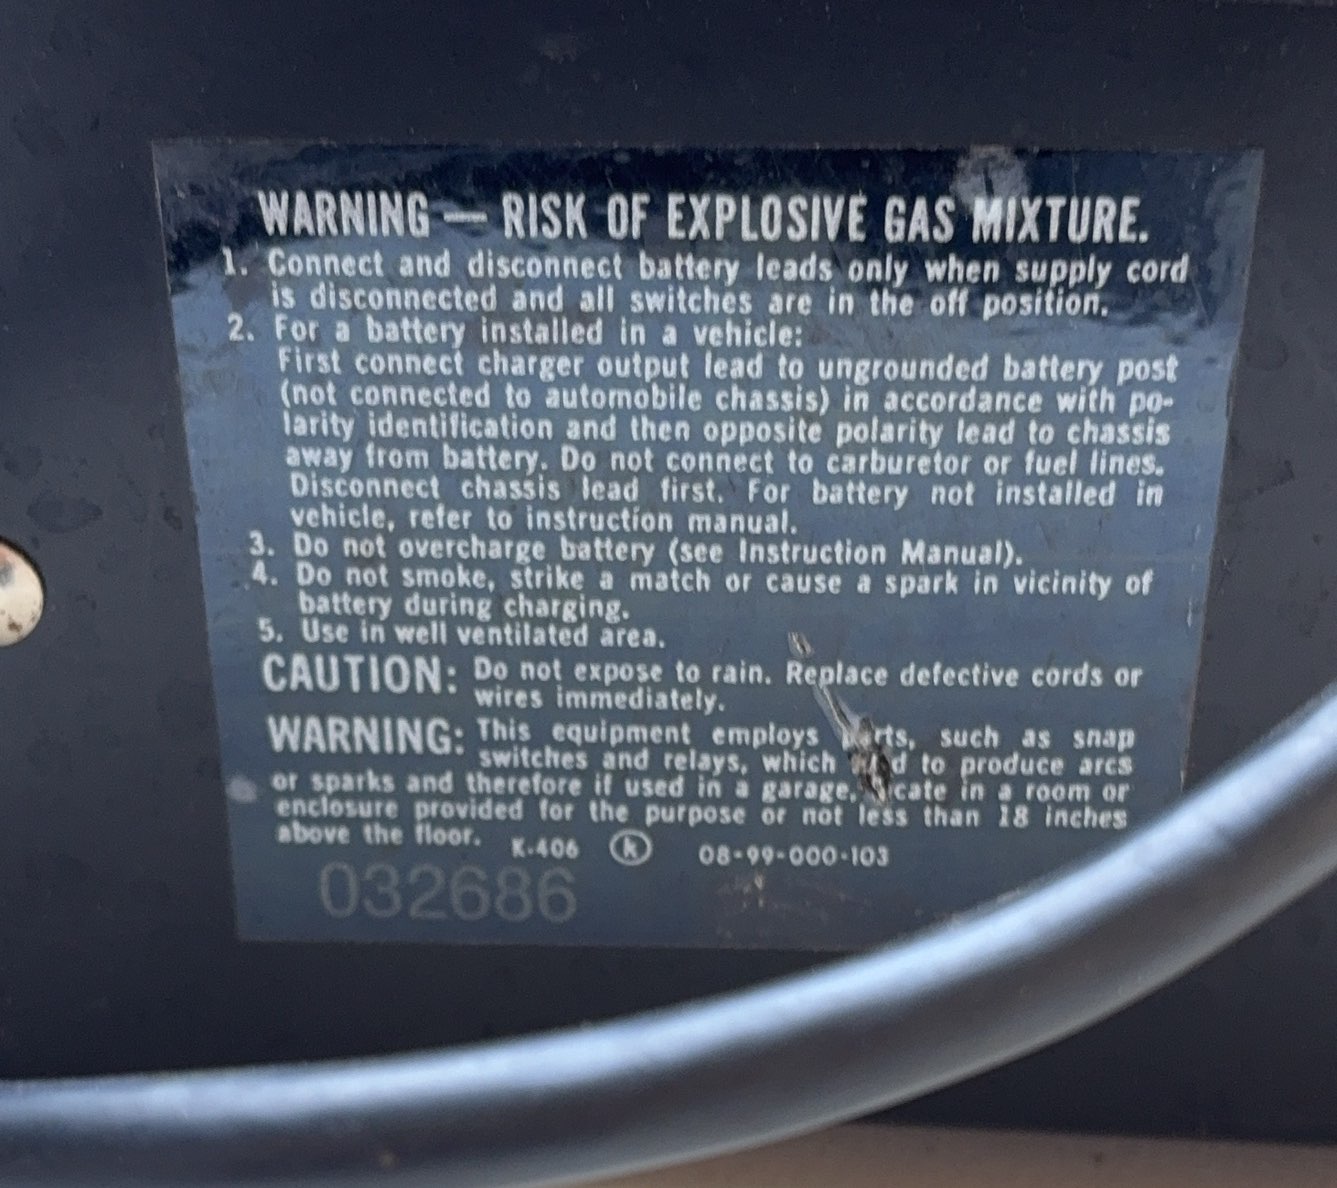 WARNING — RISK OF EXPLOSIVE GAS MIXTURE.
1. Connect and disconnect battery leads only when supply cord
is disconnected and all switches are in the off position.
2. For a battery installed in a vehicle:
First connect charger output lead to ungrounded battery post
(not connected to automobile chassis) in accordance with po-
larity identification and then opposite polarity lead to chassis
away from battery. Do not connect to carburetor or fuel lines.
Disconnect chassis lead first. For battery not installed in
vehicle, refer to instruction manual.
3. Do not overcharge battery (see Instruction Manual).
4. Do not smoke, strike a match or cause a spark in vicinity of
battery during charging.
5. Use in well ventilated area.
CAUTION: Do not expose to rain. Replace defective cords or
wires immediately.
WARNING: This equipment employs such as snap
switches and relays, which to produce arcs
or sparks and therefore if used in a garage, in a room or
enclosure provided for the purpose or not less than 18 inches
above the floor. K-406 k 08-99-000-103
032686